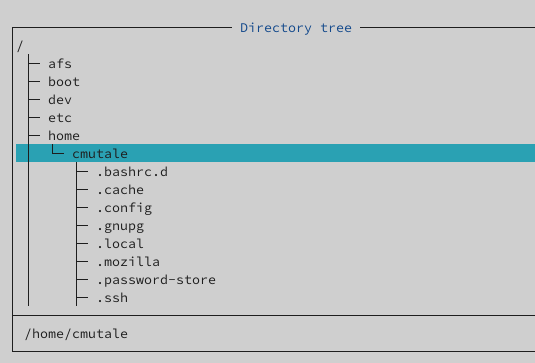 Directory tree
/
afs
boot
dev
etc
home
cmutale
.bashrc.d
.cache
.config
.gnupg
.local
.mozilla
.password-store
.ssh
/home/cmutale